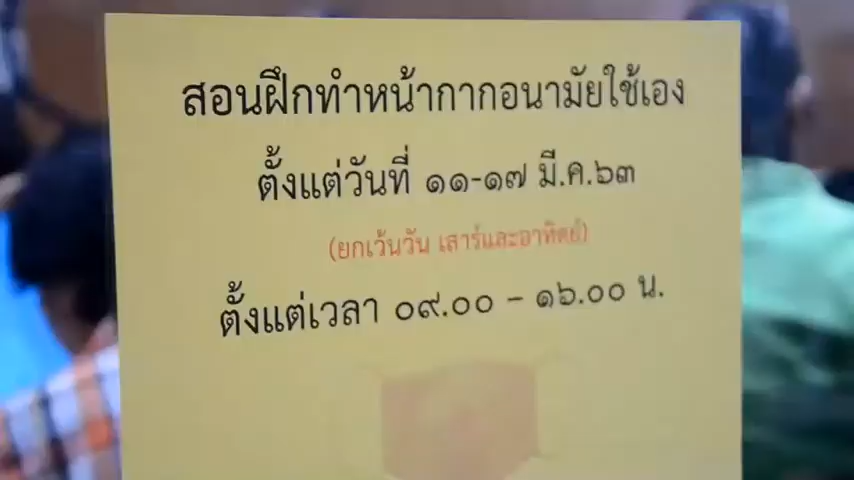 สอนฝึกทำหน้ากากอนามัยใช้เอง
ตั้งแต่วันที่ ๑๑-๑๗ มี.ค.๖๓
(ยกเว้นวัน เสาร์และอาทิตย์)
ตั้งแต่เวลา ๐๙.๐๐ - ๑๖.๐๐ น.